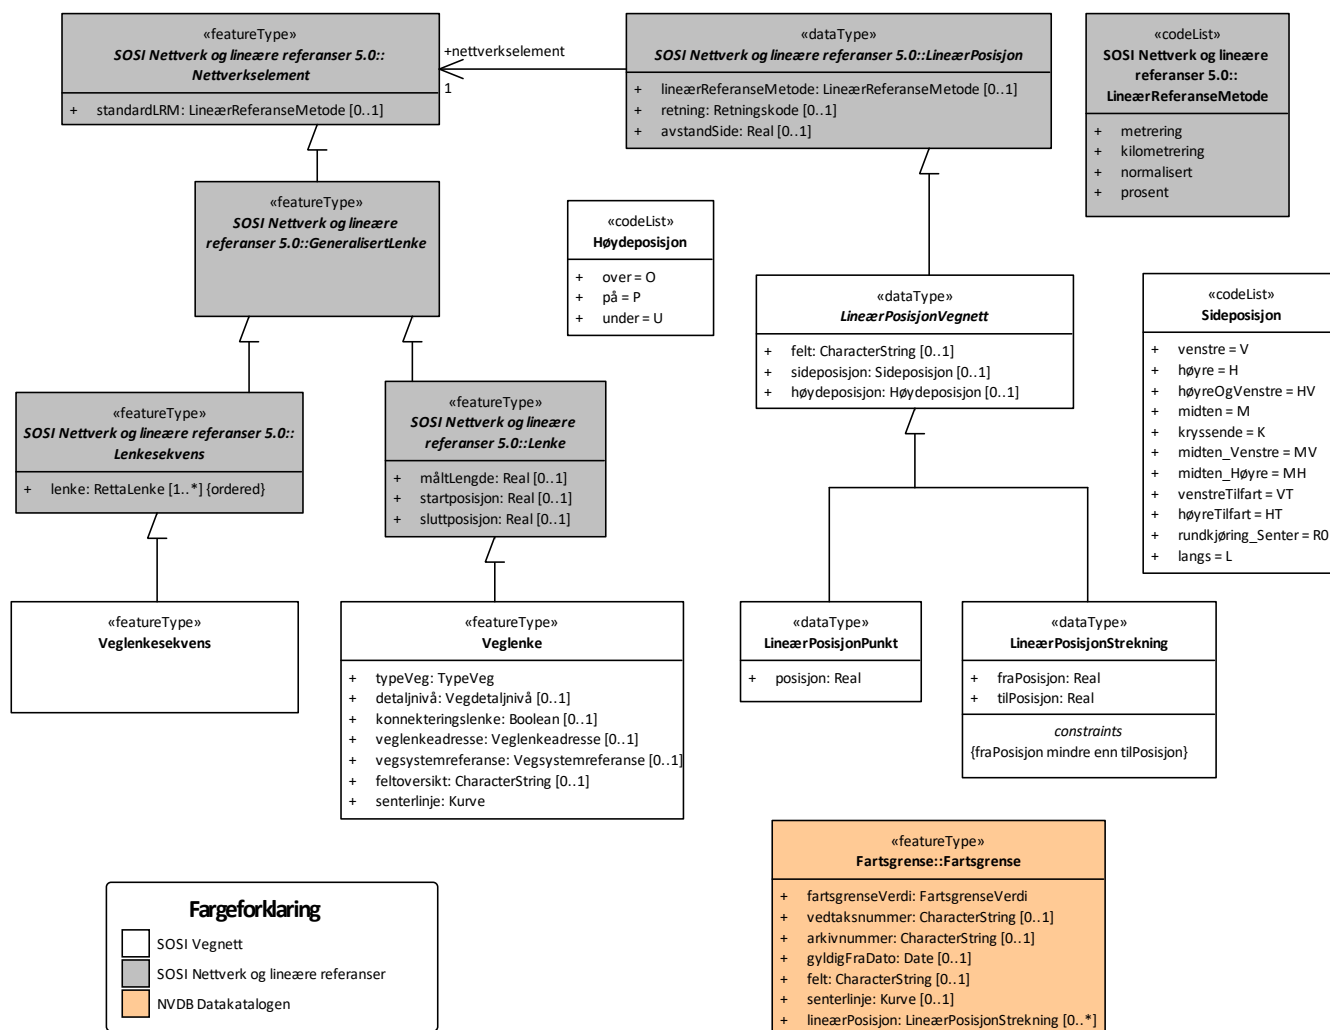 «featureType»
SOSI Nettverk og lineære referanser 5.0::
Nettverkselement
+ standardLRM: LineærReferanseMetode [0..1]
+nettverkselement
1
«dataType»
SOSI Nettverk og lineære referanser 5.0::LineærPosisjon
+ lineærReferanseMetode: LineærReferanseMetode [0..1]
+ retning: Retningskode [0..1]
+ avstandSide: Real [0..1]
«codeList»
SOSI Nettverk og lineære
referanser 5.0::
LineærReferanseMetode
+ metrering
+ kilometrering
+ normalisert
+ prosent
«featureType»
SOSI Nettverk og lineære
referanser 5.0::GeneralisertLenke
«codeList»
Høydeposisjon
+ over = O
+ på = P
+ under = U
«dataType»
LineærPosisjonVegnett
+ felt: CharacterString [0..1]
+ sideposisjon: Sideposisjon [0..1]
+ høydeposisjon: Høydeposisjon [0..1]
«codeList»
Sideposisjon
+ venstre = V
+ høyre = H
+ høyreOgVenstre = HV
+ midten = M
+ kryssende = K
+ midten_Venstre = MV
+ midten_Høyre = MH
+ venstreTilfart = VT
+ høyreTilfart = HT
+ rundkjøring_Senter = R0
+ langs = L
«featureType»
SOSI Nettverk og lineære referanser 5.0::
Lenkesekvens
+ lenke: RettaLenke [1..*] {ordered}
«featureType»
SOSI Nettverk og lineære
referanser 5.0::Lenke
+ måltLengde: Real [0..1]
+ startposisjon: Real [0..1]
+ sluttposisjon: Real [0..1]
«featureType»
Veglenkesekvens
«featureType»
Veglenke
+ typeVeg: TypeVeg
+ detaljnivå: Vegdetaljnivå [0..1]
+ konnekteringslenke: Boolean [0..1]
+ veglenkeadresse: Veglenkeadresse [0..1]
+ vegsystemreferanse: Vegsystemreferanse [0..1]
+ feltoversikt: CharacterString [0..1]
+ senterlinje: Kurve
«dataType»
LineærPosisjonPunkt
+ posisjon: Real
«dataType»
LineærPosisjonStrekning
+ fraPosisjon: Real
+ tilPosisjon: Real
constraints
{fraPosisjon mindre enn tilPosisjon}
«featureType»
Fartsgrense::Fartsgrense
+ fartsgrenseVerdi: FartsgrenseVerdi
+ vedtaksnummer: CharacterString [0..1]
+ arkivnummer: CharacterString [0..1]
+ gyldigFraDato: Date [0..1]
+ felt: CharacterString [0..1]
+ senterlinje: Kurve [0..1]
+ lineærPosisjon: LineærPosisjonStrekning [0..*]
Fargeforklaring
SOSI Vegnett
SOSI Nettverk og lineære referanser
NVDB Datakatalogen